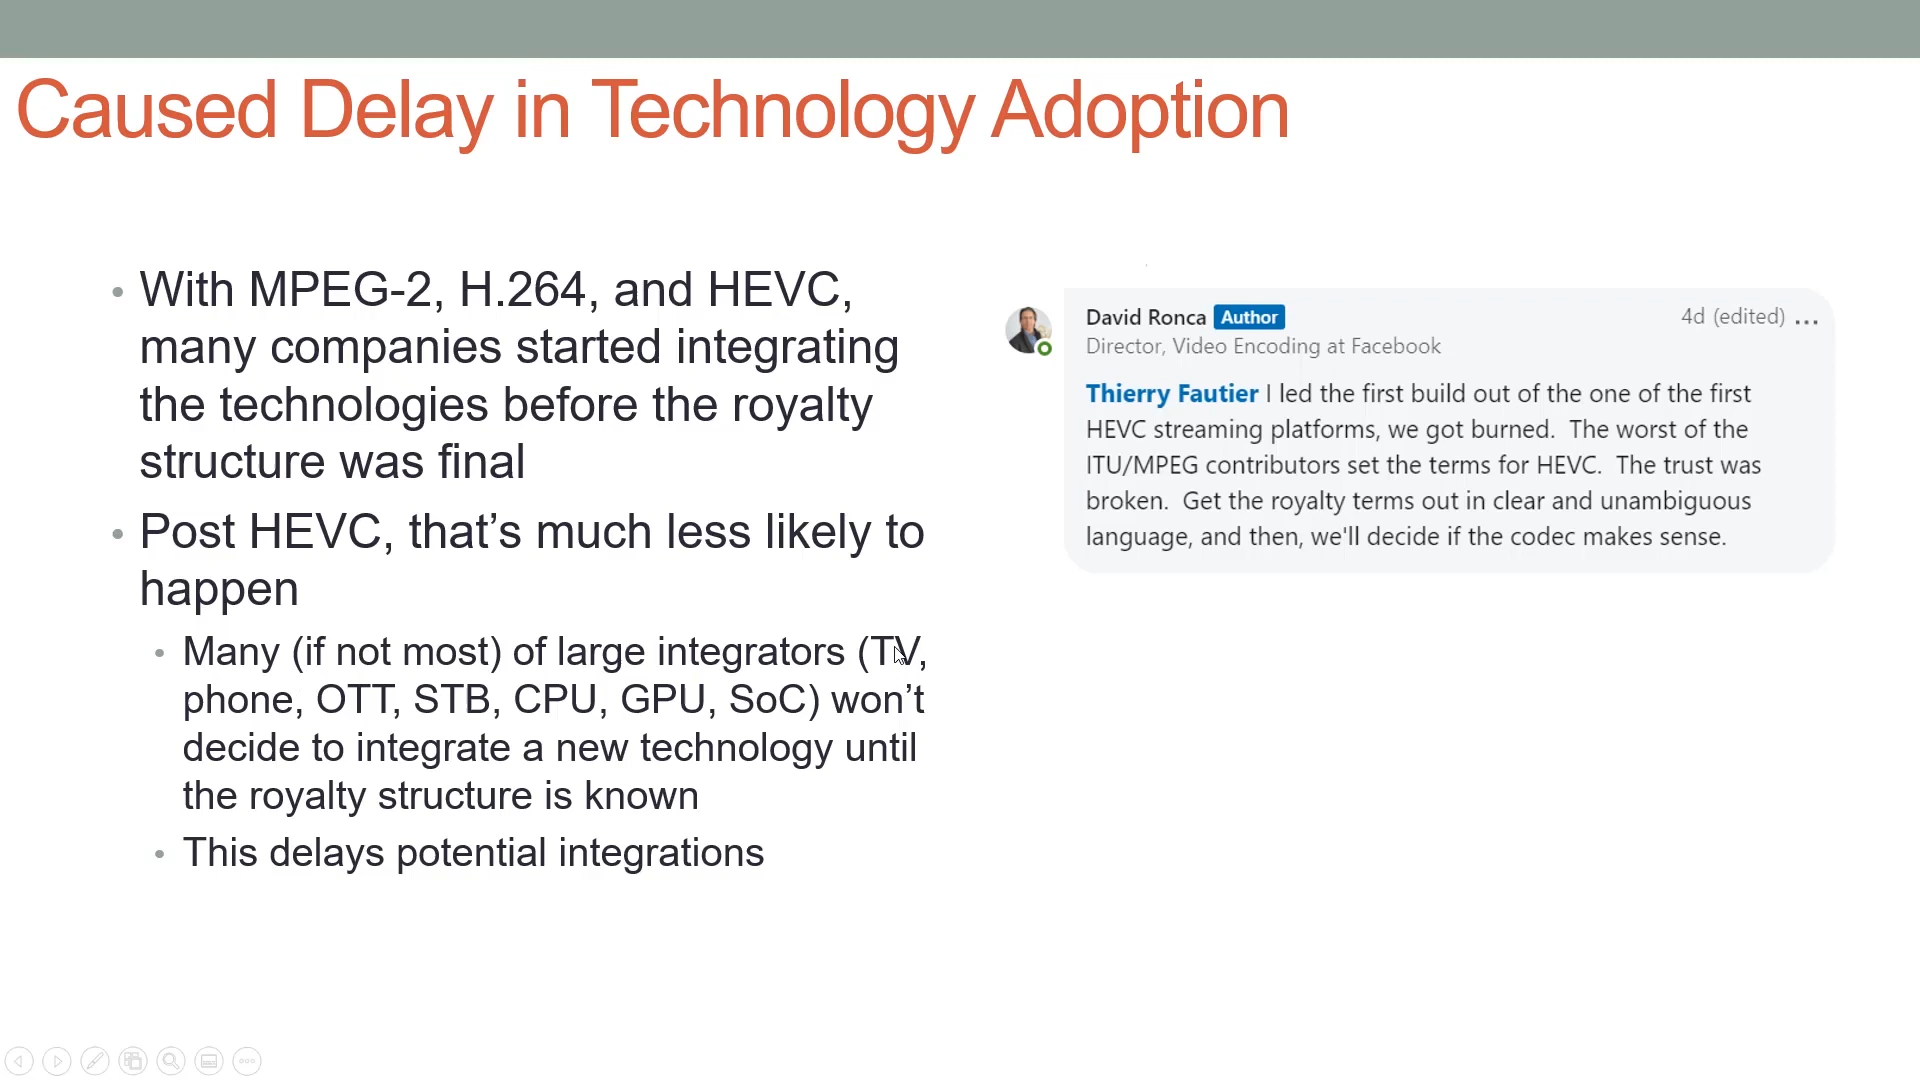 Caused Delay in Technology Adoption
• With MPEG-2, H.264, and HEVC,
many companies started integrating
the technologies before the royalty
structure was final
• Post HEVC, that’s much less likely to
happen
• Many (if not most) of large integrators (TV,
phone, OTT, STB, CPU, GPU, SoC) won’t
decide to integrate a new technology until
the royalty structure is known
• This delays potential integrations
David Ronca Author 4d (edited) ...
Director, Video Encoding at Facebook
Thierry Fautier I led the first build out of the one of the first
HEVC streaming platforms, we got burned.  The worst of the
ITU/MPEG contributors set the terms for HEVC.  The trust was
broken.  Get the royalty terms out in clear and unambiguous
language, and then, we'll decide if the codec makes sense.